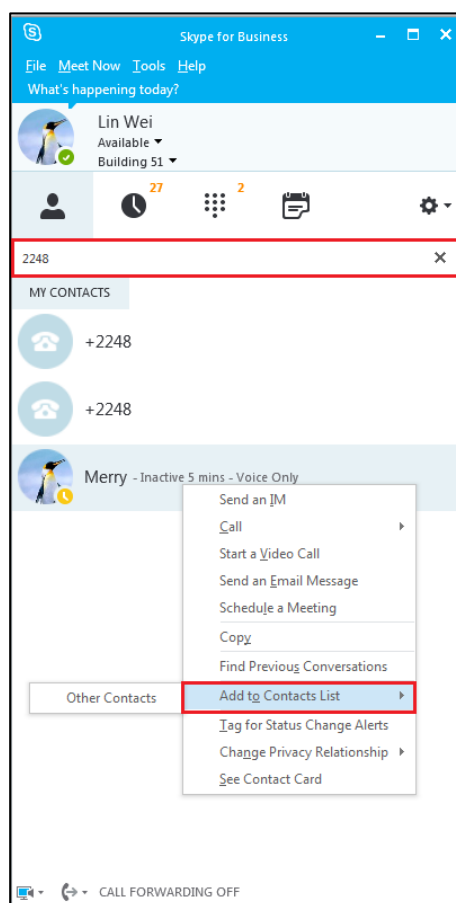 Skype for Business
File Meet Now Tools Help
What's happening today?
Lin Wei
Available
Building 51
27 2
2248
MY CONTACTS
+2248
+2248
Merry - Inactive 5 mins - Voice Only
Send an IM
Call
Start a Video Call
Send an Email Message
Schedule a Meeting
Copy
Find Previous Conversations
Other Contacts Add to Contacts List
Tag for Status Change Alerts
Change Privacy Relationship
See Contact Card
CALL FORWARDING OFF